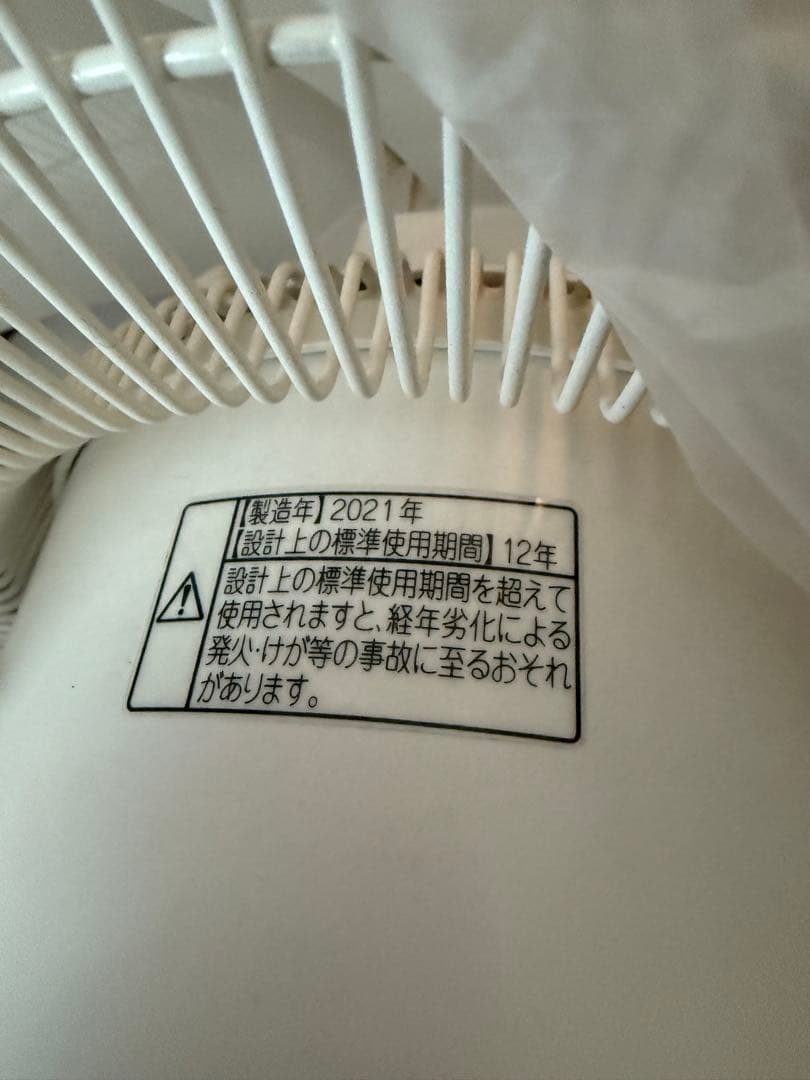 【製造年】2021年
【設計上の標準使用期間】12年
設計上の標準使用期間を超えて
使用されますと、経年劣化による
発火・けが等の事故に至るおそれ
があります。